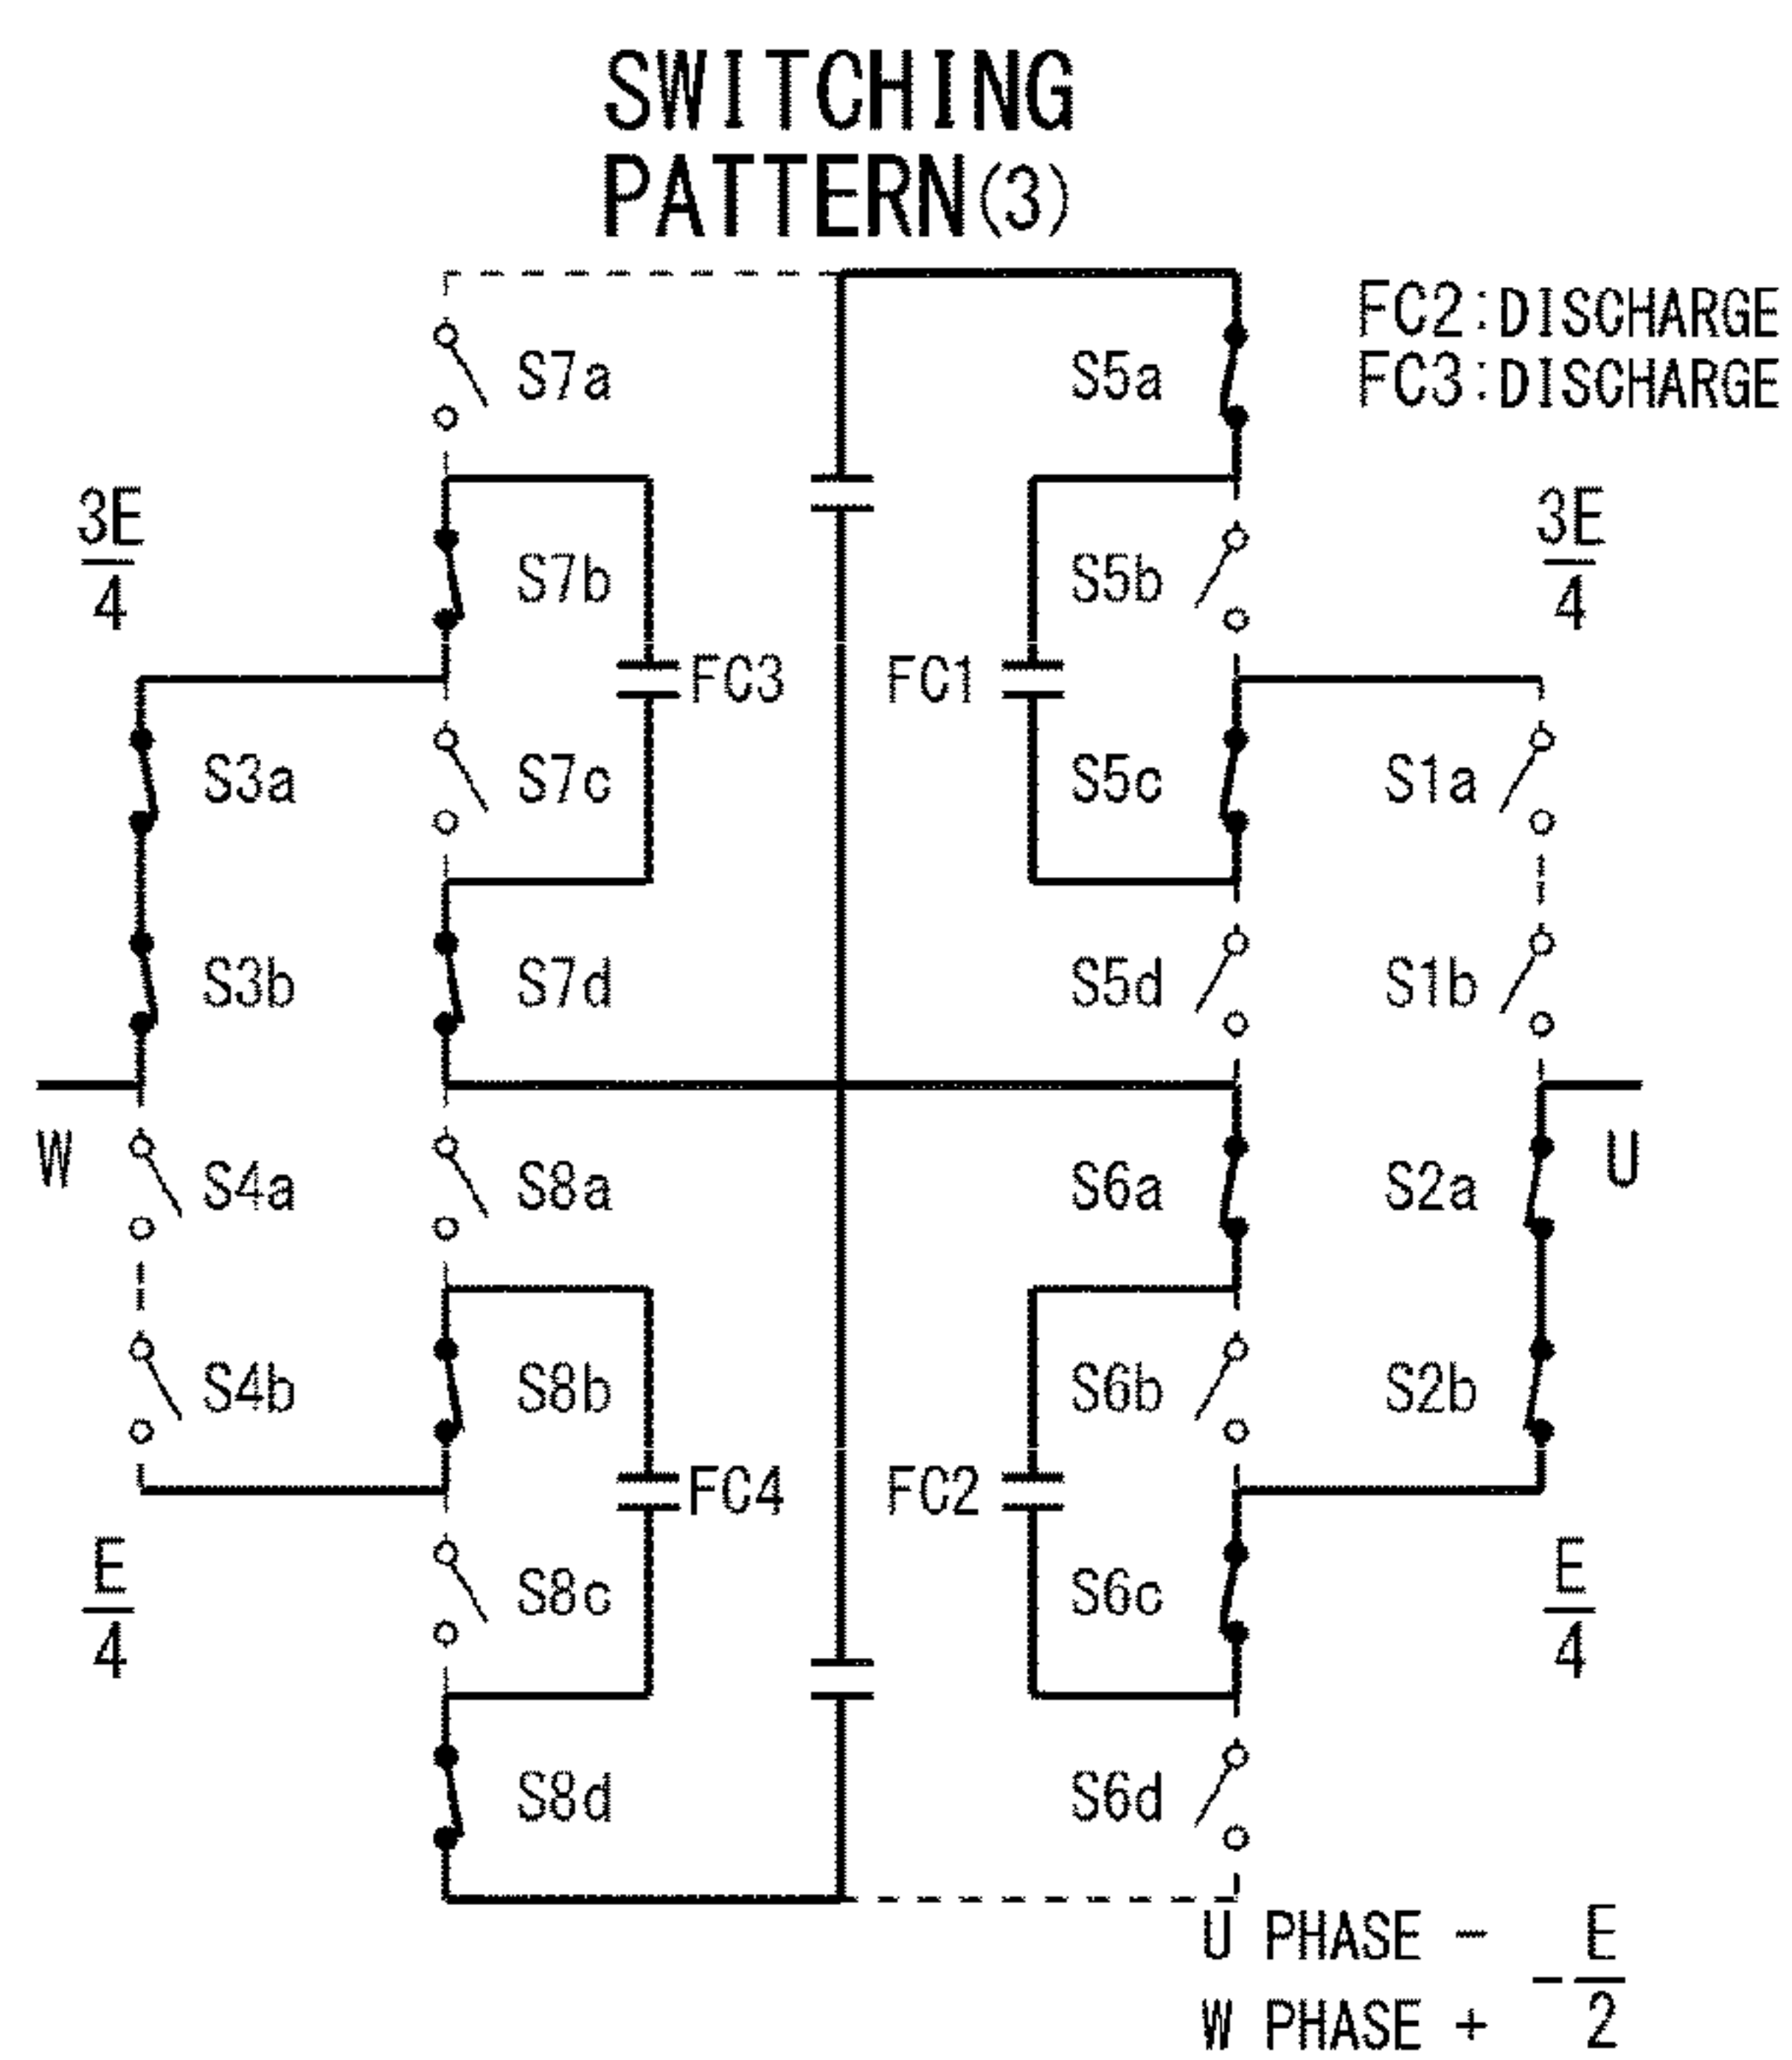 SWITCHING
PATTERN(3)
FC2:DISCHARGE
FC3:DISCHARGE
S7a
S5a
3E
4
3E
4
S7b
S5b
FC3
FC1
S3a
S7c
S5c
S1a
S3b
S7d
S5d
S1b
W
S4a
S8a
S6a
S2a
U
S4b
S8b
S6b
S2b
FC4
FC2
E
4
S8c
S6c
E
4
S8d
S6d
U PHASE -
W PHASE +
- E
2